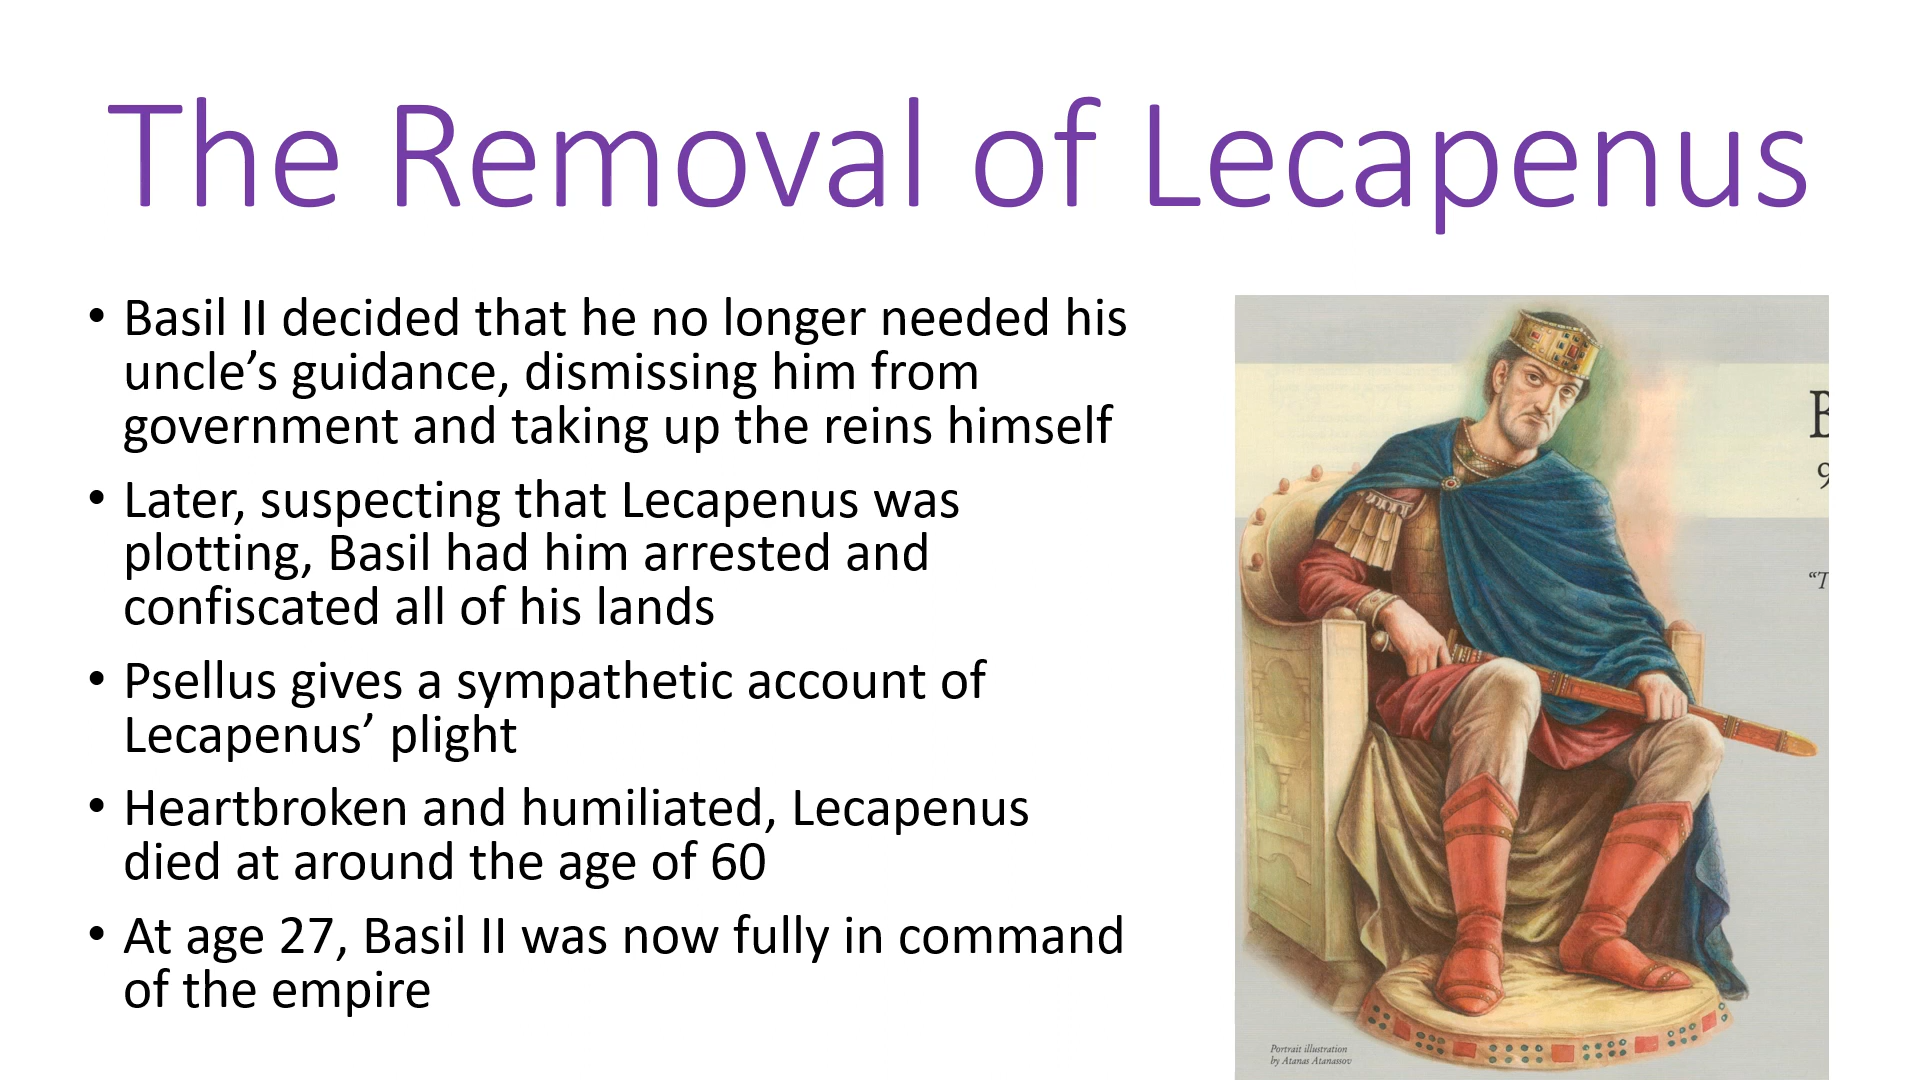 The Removal of Lecapenus
• Basil II decided that he no longer needed his
uncle’s guidance, dismissing him from
government and taking up the reins himself
• Later, suspecting that Lecapenus was
plotting, Basil had him arrested and
confiscated all of his lands
• Psellus gives a sympathetic account of
Lecapenus’ plight
• Heartbroken and humiliated, Lecapenus
died at around the age of 60
• At age 27, Basil II was now fully in command
of the empire
B
9
“T
Portrait illustration
by Atanas Atanassov